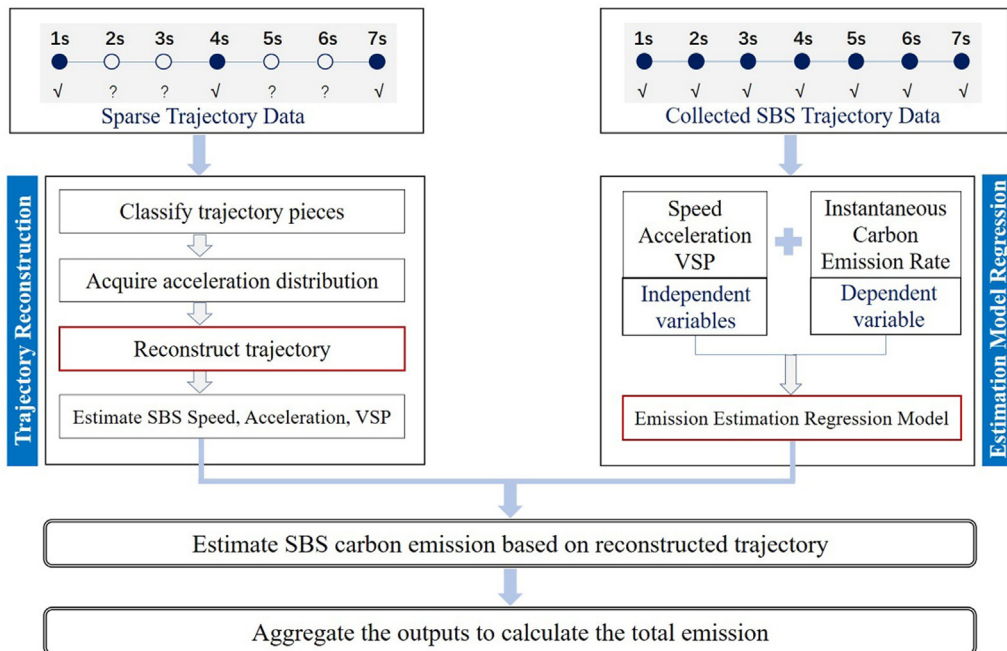 1s 2s 3s 4s 5s 6s 7s
√ ? ? √ ? ? √
Sparse Trajectory Data
1s 2s 3s 4s 5s 6s 7s
√ √ √ √ √ √ √
Collected SBS Trajectory Data
Trajectory Reconstruction
Classify trajectory pieces
Acquire acceleration distribution
Reconstruct trajectory
Estimate SBS Speed, Acceleration, VSP
Speed
Acceleration
VSP
Independent
variables
Instantaneous
Carbon
Emission Rate
Dependent
variable
Emission Estimation Regression Model
Estimation Model Regression
Estimate SBS carbon emission based on reconstructed trajectory
Aggregate the outputs to calculate the total emission